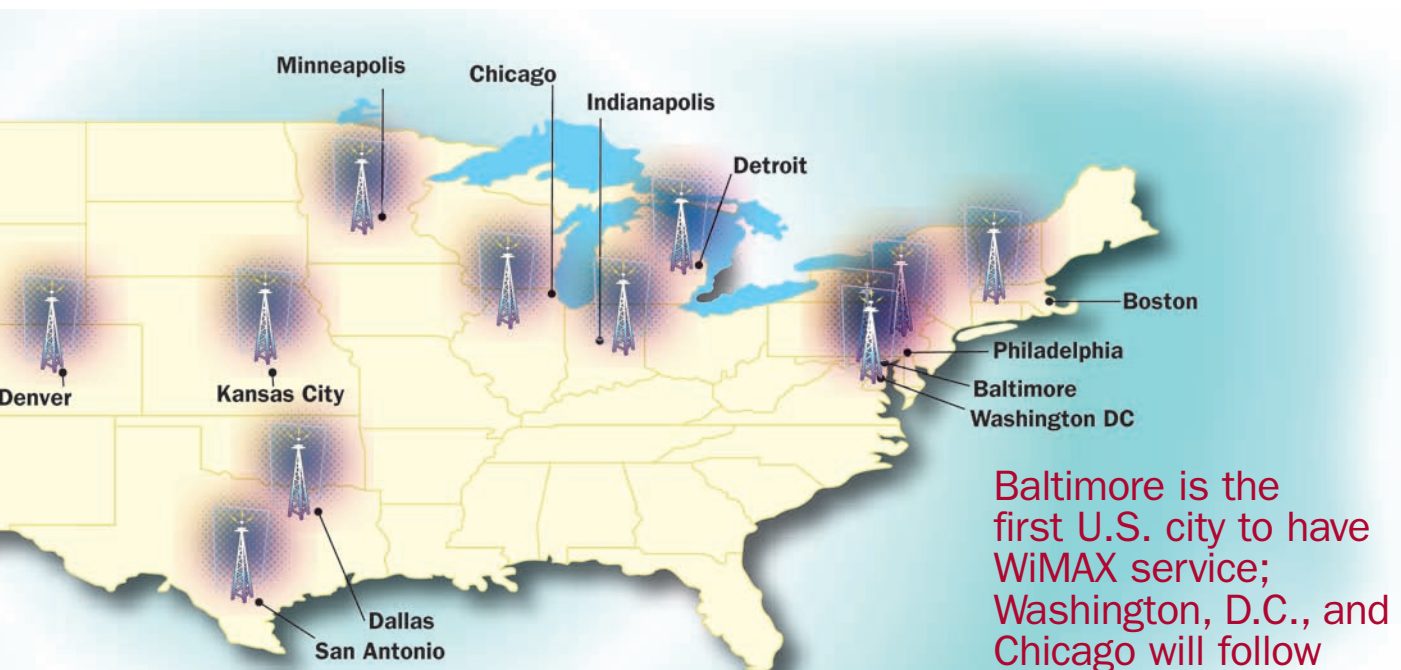 Minneapolis
Chicago
Indianapolis
Detroit
Boston
Philadelphia
Baltimore
Washington DC
Denver
Kansas City
Dallas
San Antonio
Baltimore is the
first U.S. city to have
WiMAX service;
Washington, D.C., and
Chicago will follow